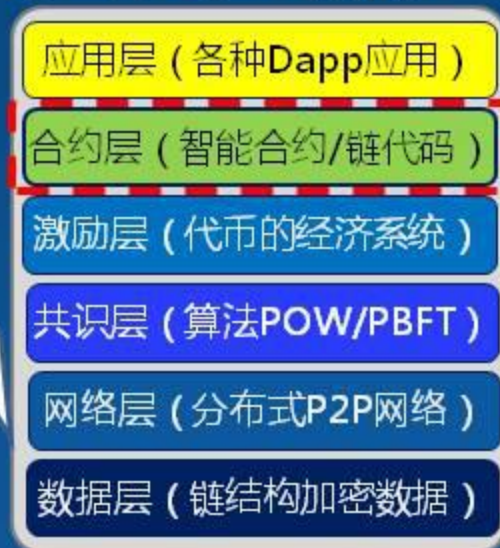 应用层（各种Dapp应用）
合约层（智能合约/链代码）
激励层（代币的经济系统）
共识层（算法POW/PBFT）
网络层（分布式P2P网络）
数据层（链结构加密数据）